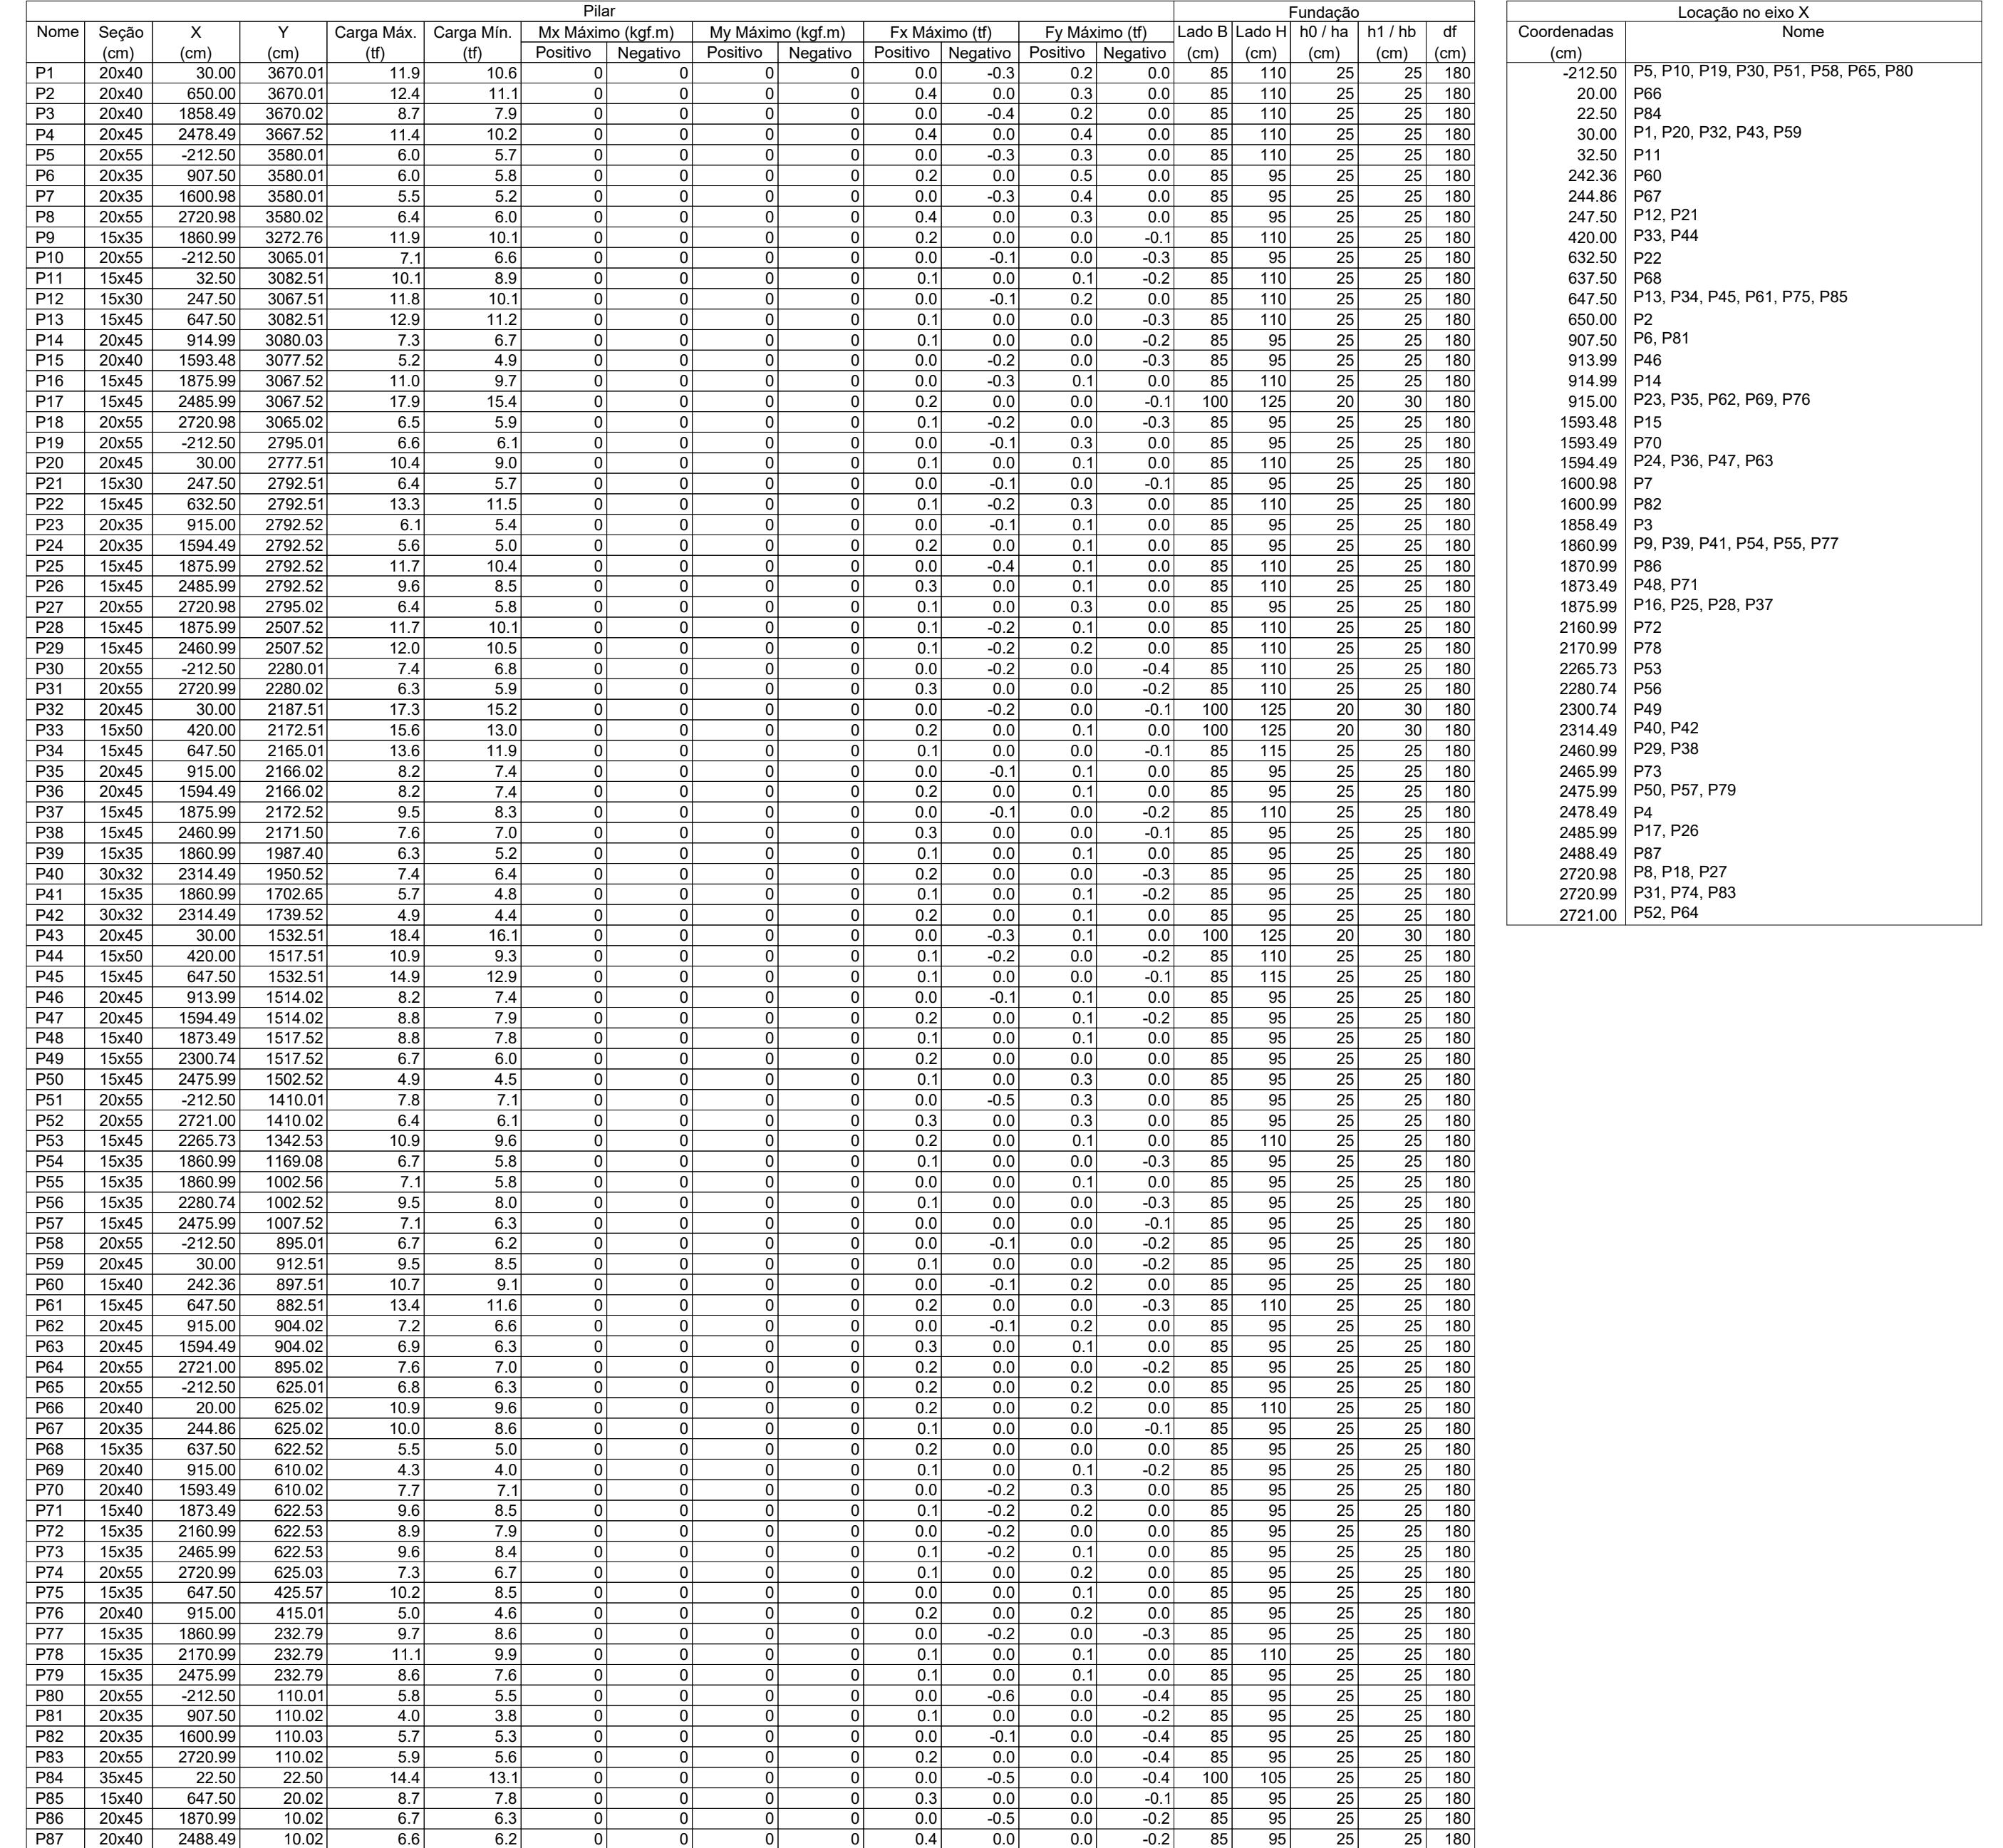 Pilar Fundação
Nome Seção X Y Carga Máx. Carga Mín. Mx Máximo (kgf.m) My Máximo (kgf.m) Fx Máximo (tf) Fy Máximo (tf) Lado B Lado H h0 / ha h1 / hb df
(cm) (cm) (cm) (tf) (tf) Positivo Negativo Positivo Negativo Positivo Negativo Positivo Negativo (cm) (cm) (cm) (cm) (cm)
P1 20x40 30.00 3670.01 11.9 10.6 0 0 0 0 0.0 -0.3 0.2 0.0 85 110 25 25 180
P2 20x40 650.00 3670.01 12.4 11.1 0 0 0 0 0.4 0.0 0.3 0.0 85 110 25 25 180
P3 20x40 1858.49 3670.02 8.7 7.9 0 0 0 0 0.0 -0.4 0.2 0.0 85 110 25 25 180
P4 20x45 2478.49 3667.52 11.4 10.2 0 0 0 0 0.4 0.0 0.4 0.0 85 110 25 25 180
P5 20x55 -212.50 3580.01 6.0 5.7 0 0 0 0 0.0 -0.3 0.3 0.0 85 110 25 25 180
P6 20x35 907.50 3580.01 6.0 5.8 0 0 0 0 0.2 0.0 0.5 0.0 85 95 25 25 180
P7 20x35 1600.98 3580.01 5.5 5.2 0 0 0 0 0.0 -0.3 0.4 0.0 85 95 25 25 180
P8 20x55 2720.98 3580.02 6.4 6.0 0 0 0 0 0.4 0.0 0.3 0.0 85 95 25 25 180
P9 15x35 1860.99 3272.76 11.9 10.1 0 0 0 0 0.2 0.0 0.0 -0.1 85 110 25 25 180
P10 20x55 -212.50 3065.01 7.1 6.6 0 0 0 0 0.0 -0.1 0.0 -0.3 85 95 25 25 180
P11 15x45 32.50 3082.51 10.1 8.9 0 0 0 0 0.1 0.0 0.1 -0.2 85 110 25 25 180
P12 15x30 247.50 3067.51 11.8 10.1 0 0 0 0 0.0 -0.1 0.2 0.0 85 110 25 25 180
P13 15x45 647.50 3082.51 12.9 11.2 0 0 0 0 0.1 0.0 0.0 -0.3 85 110 25 25 180
P14 20x45 914.99 3080.03 7.3 6.7 0 0 0 0 0.1 0.0 0.0 -0.2 85 95 25 25 180
P15 20x40 1593.48 3077.52 5.2 4.9 0 0 0 0 0.0 -0.2 0.0 -0.3 85 95 25 25 180
P16 15x45 1875.99 3067.52 11.0 9.7 0 0 0 0 0.0 -0.3 0.1 0.0 85 110 25 25 180
P17 15x45 2485.99 3067.52 17.9 15.4 0 0 0 0 0.2 0.0 0.0 -0.1 100 125 20 30 180
P18 20x55 2720.98 3065.02 6.5 5.9 0 0 0 0 0.1 -0.2 0.0 -0.3 85 95 25 25 180
P19 20x55 -212.50 2795.01 6.6 6.1 0 0 0 0 0.0 -0.1 0.3 0.0 85 95 25 25 180
P20 20x45 30.00 2777.51 10.4 9.0 0 0 0 0 0.1 0.0 0.1 0.0 85 110 25 25 180
P21 15x30 247.50 2792.51 6.4 5.7 0 0 0 0 0.0 -0.1 0.0 -0.1 85 95 25 25 180
P22 15x45 632.50 2792.51 13.3 11.5 0 0 0 0 0.1 -0.2 0.3 0.0 85 110 25 25 180
P23 20x35 915.00 2792.52 6.1 5.4 0 0 0 0 0.0 -0.1 0.1 0.0 85 95 25 25 180
P24 20x35 1594.49 2792.52 5.6 5.0 0 0 0 0 0.2 0.0 0.1 0.0 85 95 25 25 180
P25 15x45 1875.99 2792.52 11.7 10.4 0 0 0 0 0.0 -0.4 0.1 0.0 85 110 25 25 180
P26 15x45 2485.99 2792.52 9.6 8.5 0 0 0 0 0.3 0.0 0.1 0.0 85 110 25 25 180
P27 20x55 2720.98 2795.02 6.4 5.8 0 0 0 0 0.1 0.0 0.3 0.0 85 95 25 25 180
P28 15x45 1875.99 2507.52 11.7 10.1 0 0 0 0 0.1 -0.2 0.1 0.0 85 110 25 25 180
P29 15x45 2460.99 2507.52 12.0 10.5 0 0 0 0 0.1 -0.2 0.2 0.0 85 110 25 25 180
P30 20x55 -212.50 2280.01 7.4 6.8 0 0 0 0 0.0 -0.2 0.0 -0.4 85 110 25 25 180
P31 20x55 2720.99 2280.02 6.3 5.9 0 0 0 0 0.3 0.0 0.0 -0.2 85 110 25 25 180
P32 20x45 30.00 2187.51 17.3 15.2 0 0 0 0 0.0 -0.2 0.0 -0.1 100 125 20 30 180
P33 15x50 420.00 2172.51 15.6 13.0 0 0 0 0 0.2 0.0 0.1 0.0 100 125 20 30 180
P34 15x45 647.50 2165.01 13.6 11.9 0 0 0 0 0.1 0.0 0.0 -0.1 85 115 25 25 180
P35 20x45 915.00 2166.02 8.2 7.4 0 0 0 0 0.0 -0.1 0.1 0.0 85 95 25 25 180
P36 20x45 1594.49 2166.02 8.2 7.4 0 0 0 0 0.2 0.0 0.1 0.0 85 95 25 25 180
P37 15x45 1875.99 2172.52 9.5 8.3 0 0 0 0 0.0 -0.1 0.0 -0.2 85 110 25 25 180
P38 15x45 2460.99 2171.50 7.6 7.0 0 0 0 0 0.3 0.0 0.0 -0.1 85 95 25 25 180
P39 15x35 1860.99 1987.40 6.3 5.2 0 0 0 0 0.1 0.0 0.1 0.0 85 95 25 25 180
P40 30x32 2314.49 1950.52 7.4 6.4 0 0 0 0 0.2 0.0 0.0 -0.3 85 95 25 25 180
P41 15x35 1860.99 1702.65 5.7 4.8 0 0 0 0 0.1 0.0 0.1 -0.2 85 95 25 25 180
P42 30x32 2314.49 1739.52 4.9 4.4 0 0 0 0 0.2 0.0 0.1 0.0 85 95 25 25 180
P43 20x45 30.00 1532.51 18.4 16.1 0 0 0 0 0.0 -0.3 0.1 0.0 100 125 20 30 180
P44 15x50 420.00 1517.51 10.9 9.3 0 0 0 0 0.1 -0.2 0.0 -0.2 85 110 25 25 180
P45 15x45 647.50 1532.51 14.9 12.9 0 0 0 0 0.1 0.0 0.0 -0.1 85 115 25 25 180
P46 20x45 913.99 1514.02 8.2 7.4 0 0 0 0 0.0 -0.1 0.1 0.0 85 95 25 25 180
P47 20x45 1594.49 1514.02 8.8 7.9 0 0 0 0 0.2 0.0 0.1 -0.2 85 95 25 25 180
P48 15x40 1873.49 1517.52 8.8 7.8 0 0 0 0 0.1 0.0 0.1 0.0 85 95 25 25 180
P49 15x55 2300.74 1517.52 6.7 6.0 0 0 0 0 0.2 0.0 0.0 0.0 85 95 25 25 180
P50 15x45 2475.99 1502.52 4.9 4.5 0 0 0 0 0.1 0.0 0.3 0.0 85 95 25 25 180
P51 20x55 -212.50 1410.01 7.8 7.1 0 0 0 0 0.0 -0.5 0.3 0.0 85 95 25 25 180
P52 20x55 2721.00 1410.02 6.4 6.1 0 0 0 0 0.3 0.0 0.3 0.0 85 95 25 25 180
P53 15x45 2265.73 1342.53 10.9 9.6 0 0 0 0 0.2 0.0 0.1 0.0 85 110 25 25 180
P54 15x35 1860.99 1169.08 6.7 5.8 0 0 0 0 0.1 0.0 0.0 -0.3 85 95 25 25 180
P55 15x35 1860.99 1002.56 7.1 5.8 0 0 0 0 0.0 0.0 0.1 0.0 85 95 25 25 180
P56 15x35 2280.74 1002.52 9.5 8.0 0 0 0 0 0.1 0.0 0.0 -0.3 85 95 25 25 180
P57 15x45 2475.99 1007.52 7.1 6.3 0 0 0 0 0.0 0.0 0.0 -0.1 85 95 25 25 180
P58 20x55 -212.50 895.01 6.7 6.2 0 0 0 0 0.0 -0.1 0.0 -0.2 85 95 25 25 180
P59 20x45 30.00 912.51 9.5 8.5 0 0 0 0 0.1 0.0 0.0 -0.2 85 95 25 25 180
P60 15x40 242.36 897.51 10.7 9.1 0 0 0 0 0.0 -0.1 0.2 0.0 85 95 25 25 180
P61 15x45 647.50 882.51 13.4 11.6 0 0 0 0 0.2 0.0 0.0 -0.3 85 110 25 25 180
P62 20x45 915.00 904.02 7.2 6.6 0 0 0 0 0.0 -0.1 0.2 0.0 85 95 25 25 180
P63 20x45 1594.49 904.02 6.9 6.3 0 0 0 0 0.3 0.0 0.1 0.0 85 95 25 25 180
P64 20x55 2721.00 895.02 7.6 7.0 0 0 0 0 0.2 0.0 0.0 -0.2 85 95 25 25 180
P65 20x55 -212.50 625.01 6.8 6.3 0 0 0 0 0.2 0.0 0.2 0.0 85 95 25 25 180
P66 20x40 20.00 625.02 10.9 9.6 0 0 0 0 0.2 0.0 0.2 0.0 85 110 25 25 180
P67 20x35 244.86 625.02 10.0 8.6 0 0 0 0 0.1 0.0 0.0 -0.1 85 95 25 25 180
P68 15x35 637.50 622.52 5.5 5.0 0 0 0 0 0.2 0.0 0.0 0.0 85 95 25 25 180
P69 20x40 915.00 610.02 4.3 4.0 0 0 0 0 0.1 0.0 0.1 -0.2 85 95 25 25 180
P70 20x40 1593.49 610.02 7.7 7.1 0 0 0 0 0.0 -0.2 0.3 0.0 85 95 25 25 180
P71 15x40 1873.49 622.53 9.6 8.5 0 0 0 0 0.1 -0.2 0.2 0.0 85 95 25 25 180
P72 15x35 2160.99 622.53 8.9 7.9 0 0 0 0 0.0 -0.2 0.0 0.0 85 95 25 25 180
P73 15x35 2465.99 622.53 9.6 8.4 0 0 0 0 0.1 -0.2 0.1 0.0 85 95 25 25 180
P74 20x55 2720.99 625.03 7.3 6.7 0 0 0 0 0.1 0.0 0.2 0.0 85 95 25 25 180
P75 15x35 647.50 425.57 10.2 8.5 0 0 0 0 0.0 0.0 0.1 0.0 85 95 25 25 180
P76 20x40 915.00 415.01 5.0 4.6 0 0 0 0 0.2 0.0 0.2 0.0 85 95 25 25 180
P77 15x35 1860.99 232.79 9.7 8.6 0 0 0 0 0.0 -0.2 0.0 -0.3 85 95 25 25 180
P78 15x35 2170.99 232.79 11.1 9.9 0 0 0 0 0.1 0.0 0.1 0.0 85 110 25 25 180
P79 15x35 2475.99 232.79 8.6 7.6 0 0 0 0 0.1 0.0 0.1 0.0 85 95 25 25 180
P80 20x55 -212.50 110.01 5.8 5.5 0 0 0 0 0.0 -0.6 0.0 -0.4 85 95 25 25 180
P81 20x35 907.50 110.02 4.0 3.8 0 0 0 0 0.1 0.0 0.0 -0.2 85 95 25 25 180
P82 20x35 1600.99 110.03 5.7 5.3 0 0 0 0 0.0 -0.1 0.0 -0.4 85 95 25 25 180
P83 20x55 2720.99 110.02 5.9 5.6 0 0 0 0 0.2 0.0 0.0 -0.4 85 95 25 25 180
P84 35x45 22.50 22.50 14.4 13.1 0 0 0 0 0.0 -0.5 0.0 -0.4 100 105 25 25 180
P85 15x40 647.50 20.02 8.7 7.8 0 0 0 0 0.3 0.0 0.0 -0.1 85 95 25 25 180
P86 20x45 1870.99 10.02 6.7 6.3 0 0 0 0 0.0 -0.5 0.0 -0.2 85 95 25 25 180
P87 20x40 2488.49 10.02 6.6 6.2 0 0 0 0 0.4 0.0 0.0 -0.2 85 95 25 25 180
Locação no eixo X
Coordenadas Nome
(cm)
-212.50 P5, P10, P19, P30, P51, P58, P65, P80
20.00 P66
22.50 P84
30.00 P1, P20, P32, P43, P59
32.50 P11
242.36 P60
244.86 P67
247.50 P12, P21
420.00 P33, P44
632.50 P22
637.50 P68
647.50 P13, P34, P45, P61, P75, P85
650.00 P2
907.50 P6, P81
913.99 P46
914.99 P14
915.00 P23, P35, P62, P69, P76
1593.48 P15
1593.49 P70
1594.49 P24, P36, P47, P63
1600.98 P7
1600.99 P82
1858.49 P3
1860.99 P9, P39, P41, P54, P55, P77
1870.99 P86
1873.49 P48, P71
1875.99 P16, P25, P28, P37
2160.99 P72
2170.99 P78
2265.73 P53
2280.74 P56
2300.74 P49
2314.49 P40, P42
2460.99 P29, P38
2465.99 P73
2475.99 P50, P57, P79
2478.49 P4
2485.99 P17, P26
2488.49 P87
2720.98 P8, P18, P27
2720.99 P31, P74, P83
2721.00 P52, P64